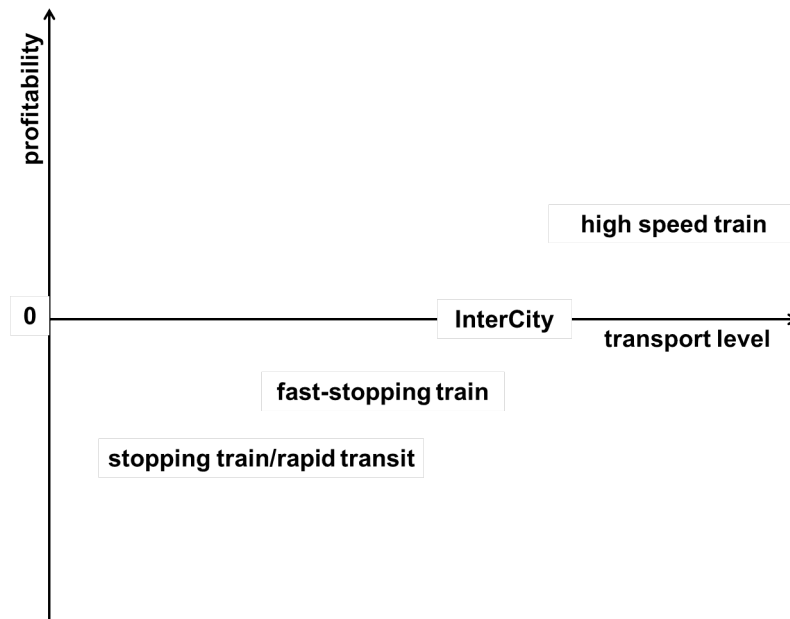 profitability
high speed train
0
InterCity
transport level
fast-stopping train
stopping train/rapid transit